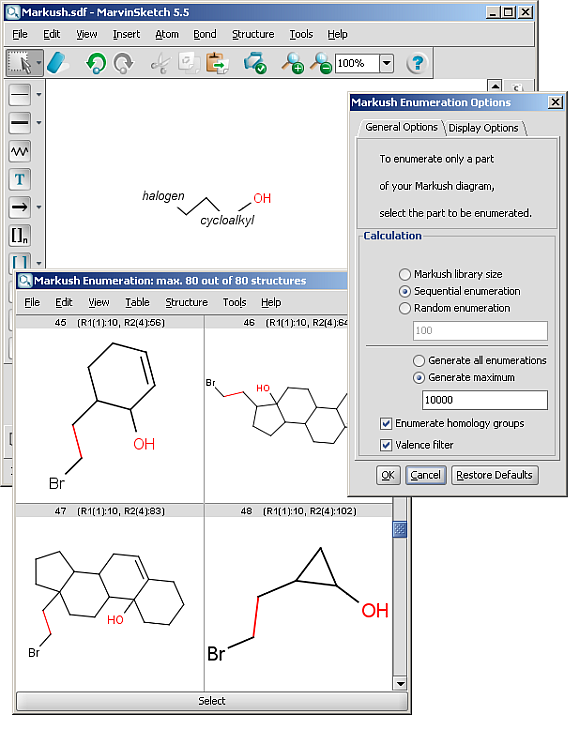 Markush.sdf - MarvinSketch 5.5
File Edit View Insert Atom Bond Structure Tools Help
100%
T
[]n
halogen
OH
cycloalkyl
Markush Enumeration Options
General Options Display Options
To enumerate only a part
of your Markush diagram,
select the part to be enumerated.
Calculation
Markush library size
Sequential enumeration
Random enumeration
100
Generate all enumerations
Generate maximum
10000
Enumerate homology groups
Valence filter
OK Cancel Restore Defaults
Markush Enumeration: max. 80 out of 80 structures
File Edit View Table Structure Tools Help
45 (R1(1):10, R2(4):56)
46 (R1(1):10, R2(4):64
OH
Br
Br
HO
47 (R1(1):10, R2(4):83)
48 (R1(1):10, R2(4):102)
HO
Br
OH
Br
Select